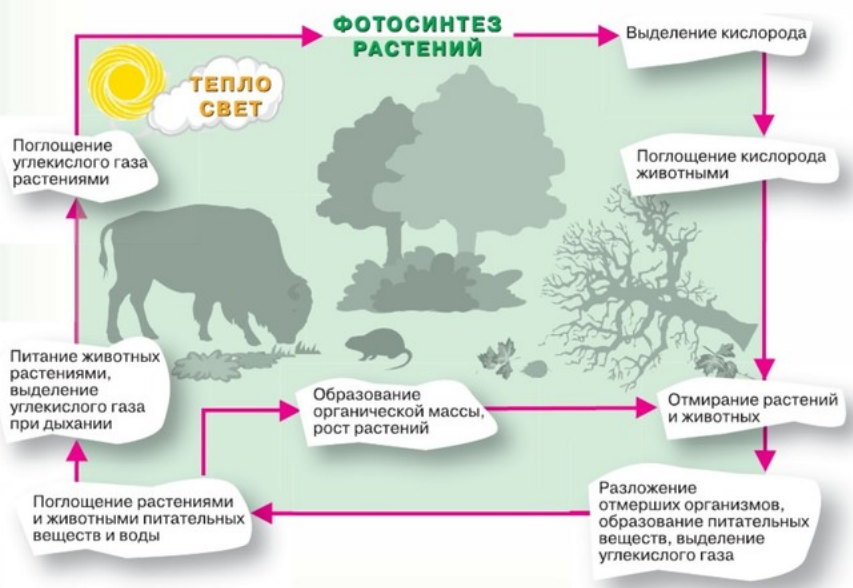 ФОТОСИНТЕЗ
РАСТЕНИЙ
Выделение кислорода
ТЕПЛО
СВЕТ
Поглощение
углекислого газа
растениями
Поглощение кислорода
животными
Питание животных
растениями,
выделение
углекислого газа
при дыхании
Образование
органической массы,
рост растений
Отмирание растений
и животных
Поглощение растениями
и животными питательных
веществ и воды
Разложение
отмерших организмов,
образование питательных
веществ, выделение
углекислого газа